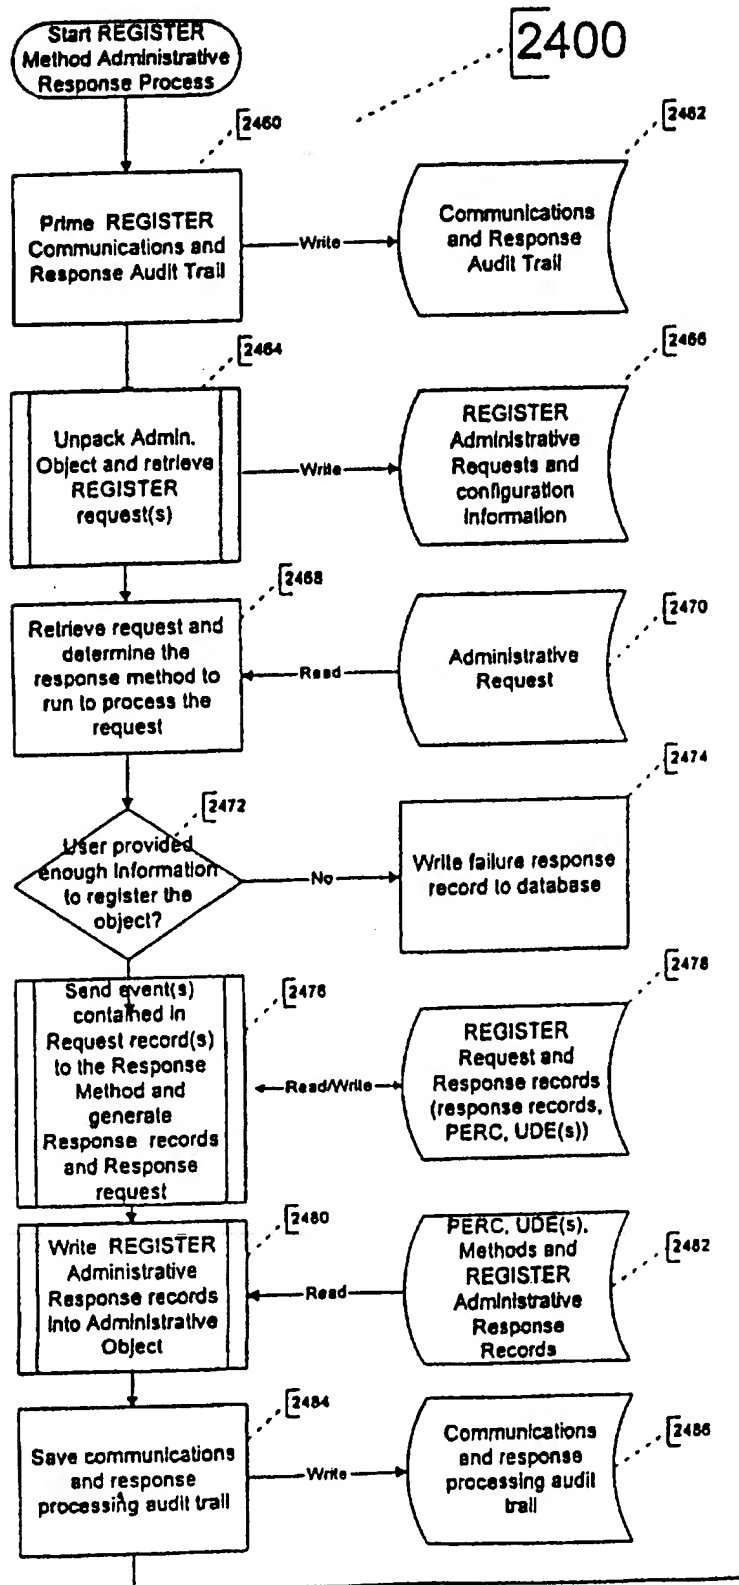 Start REGISTER
Method Administrative
Response Process
2400
2460
2462
Prime REGISTER
Communications and
Response Audit Trail
Write
Communications
and Response
Audit Trail
2464
2466
Unpack Admin.
Object and retrieve
REGISTER
request(s)
Write
REGISTER
Administrative
Requests and
configuration
Information
2468
2470
Retrieve request and
determine the
response method to
run to process the
request
Read
Administrative
Request
2472
2474
User provided
enough Information
to register the
object?
No
Write failure response
record to database
2476
2478
Send event(s)
contained in
Request record(s)
to the Response
Method and
generate
Response records
and Response
request
Read/Write
REGISTER
Request and
Response records
(response records,
PERC, UDE(s))
2480
2482
Write REGISTER
Administrative
Response records
into Administrative
Object
Read
PERC, UDE(s),
Methods and
REGISTER
Administrative
Response
Records
2484
2486
Save communications
and response
processing audit trail
Write
Communications
and response
processing audit
trail